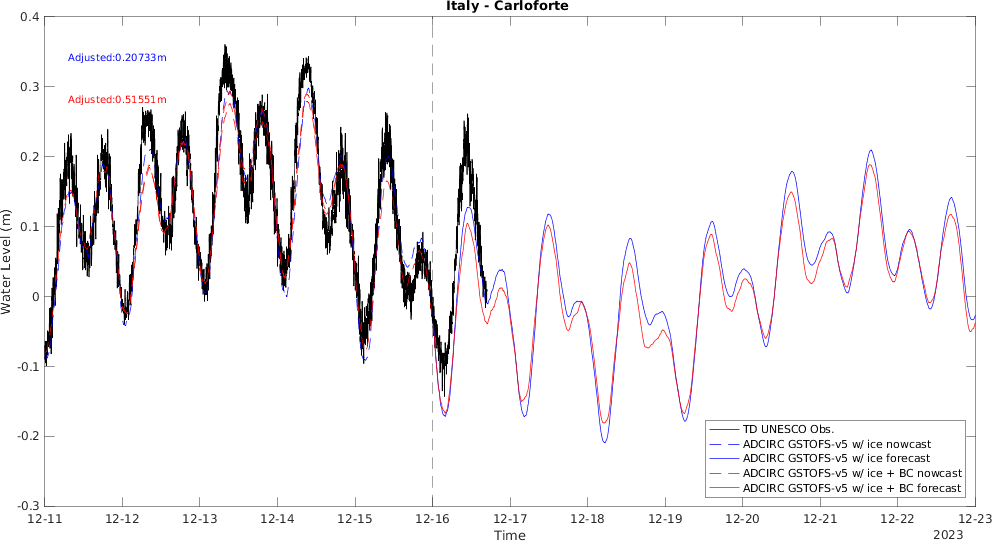 Italy - Carloforte
0.4
0.3
0.2
0.1
0
-0.1
-0.2
-0.3
Water Level (m)
Adjusted:0.20733m
Adjusted:0.51551m
TD UNESCO Obs.
ADCIRC GSTOFS-v5 w/ ice nowcast
ADCIRC GSTOFS-v5 w/ ice forecast
ADCIRC GSTOFS-v5 w/ ice + BC nowcast
ADCIRC GSTOFS-v5 w/ ice + BC forecast
12-11 12-12 12-13 12-14 12-15 12-16 12-17 12-18 12-19 12-20 12-21 12-22 12-23
Time
2023